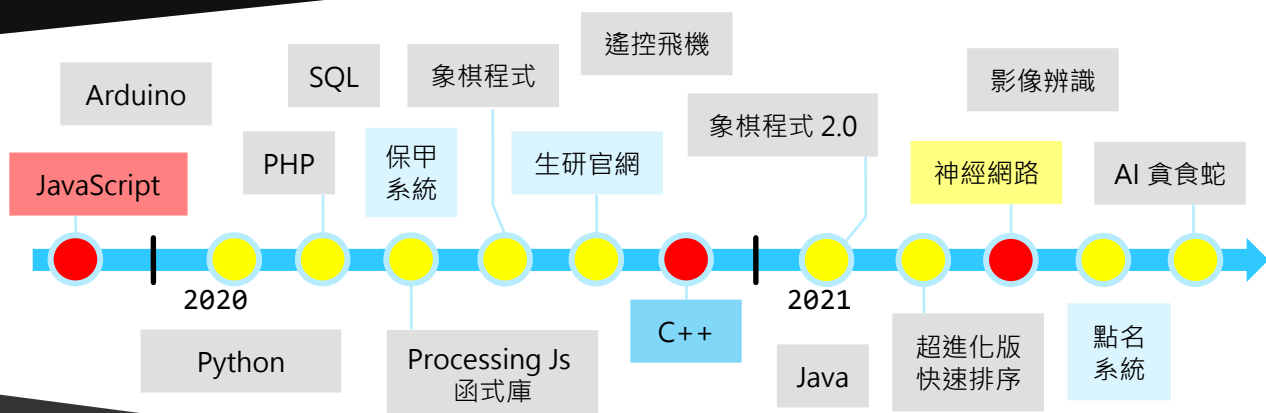 遙控飛機
Arduino
SQL
象棋程式
影像辨識
象棋程式 2.0
JavaScript
PHP
保甲
系統
生研官網
神經網路
AI 貪食蛇
2020
2021
Python
Processing Js
函式庫
C++
Java
超進化版
快速排序
點名
系統